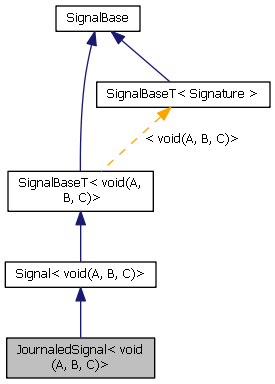 SignalBase
SignalBaseT< Signature >
< void(A, B, C)>
SignalBaseT< void(A,
B, C)>
Signal< void(A, B, C)>
JournaledSignal< void
(A, B, C)>